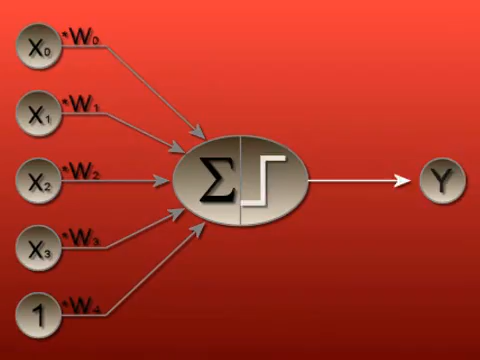 X₀ *W₀
X₁ *W₁
X₂ *W₂
Σ
Y
X₃ *W₃
1 *W₄